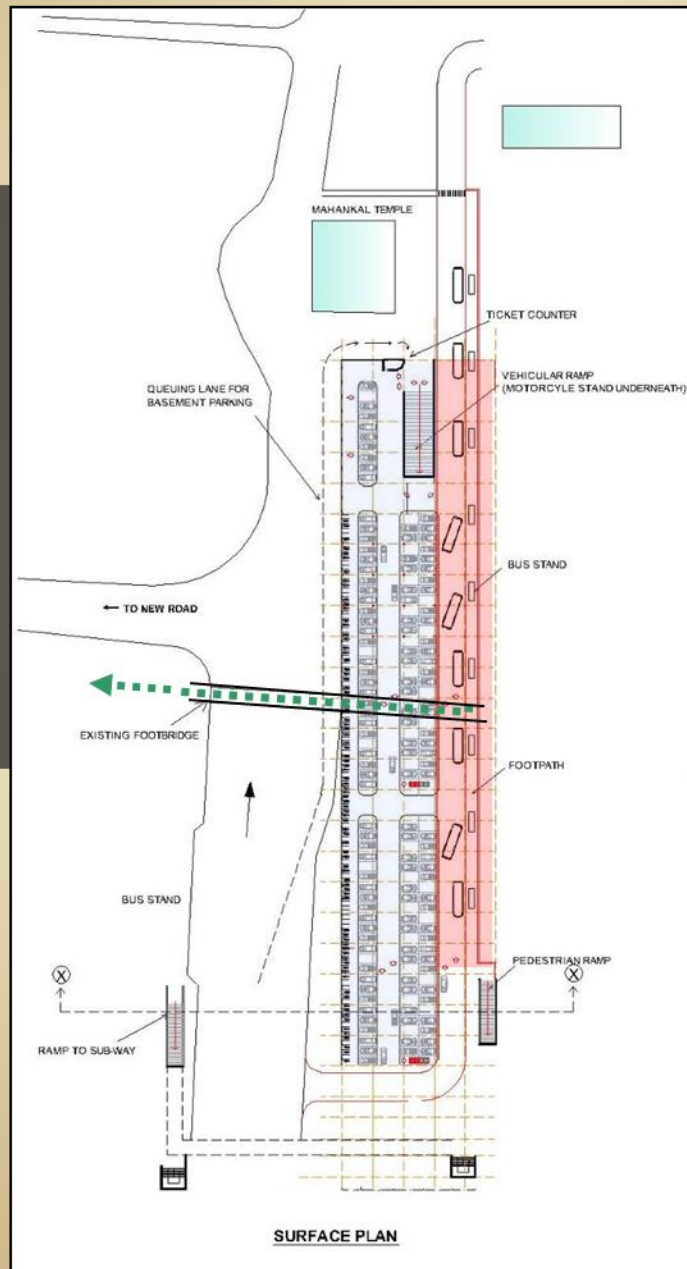 MAHANKAL TEMPLE
TICKET COUNTER
VEHICULAR RAMP
(MOTORCYLE STAND UNDERNEATH)
QUEUING LANE FOR
BASEMENT PARKING
BUS STAND
← TO NEW ROAD
EXISTING FOOTBRIDGE
FOOTPATH
BUS STAND
PEDESTRIAN RAMP
X
X
RAMP TO SUB-WAY
SURFACE PLAN